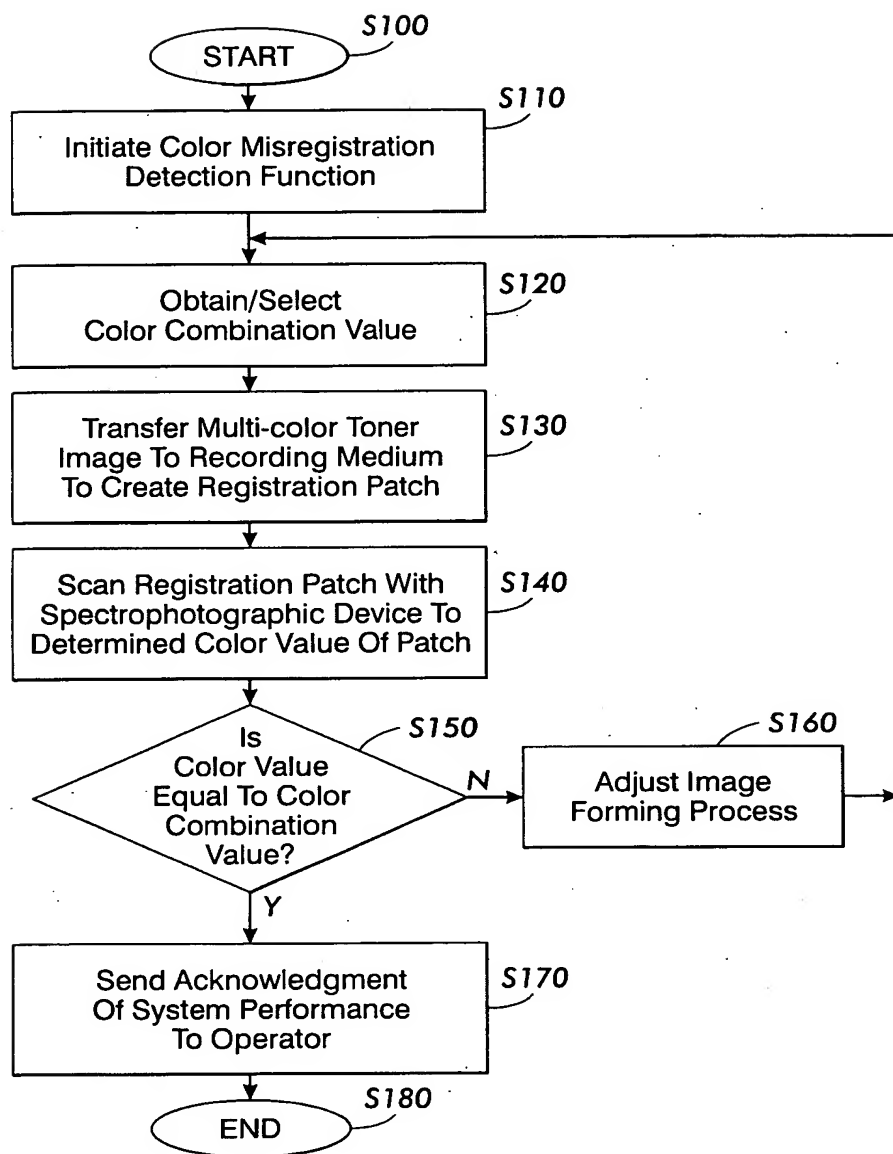 S100
START
S110
Initiate Color Misregistration
Detection Function
S120
Obtain/Select
Color Combination Value
S130
Transfer Multi-color Toner
Image To Recording Medium
To Create Registration Patch
S140
Scan Registration Patch With
Spectrophotographic Device To
Determined Color Value Of Patch
S150
Is
Color Value
Equal To Color
Combination
Value?
N
S160
Adjust Image
Forming Process
Y
S170
Send Acknowledgment
Of System Performance
To Operator
S180
END